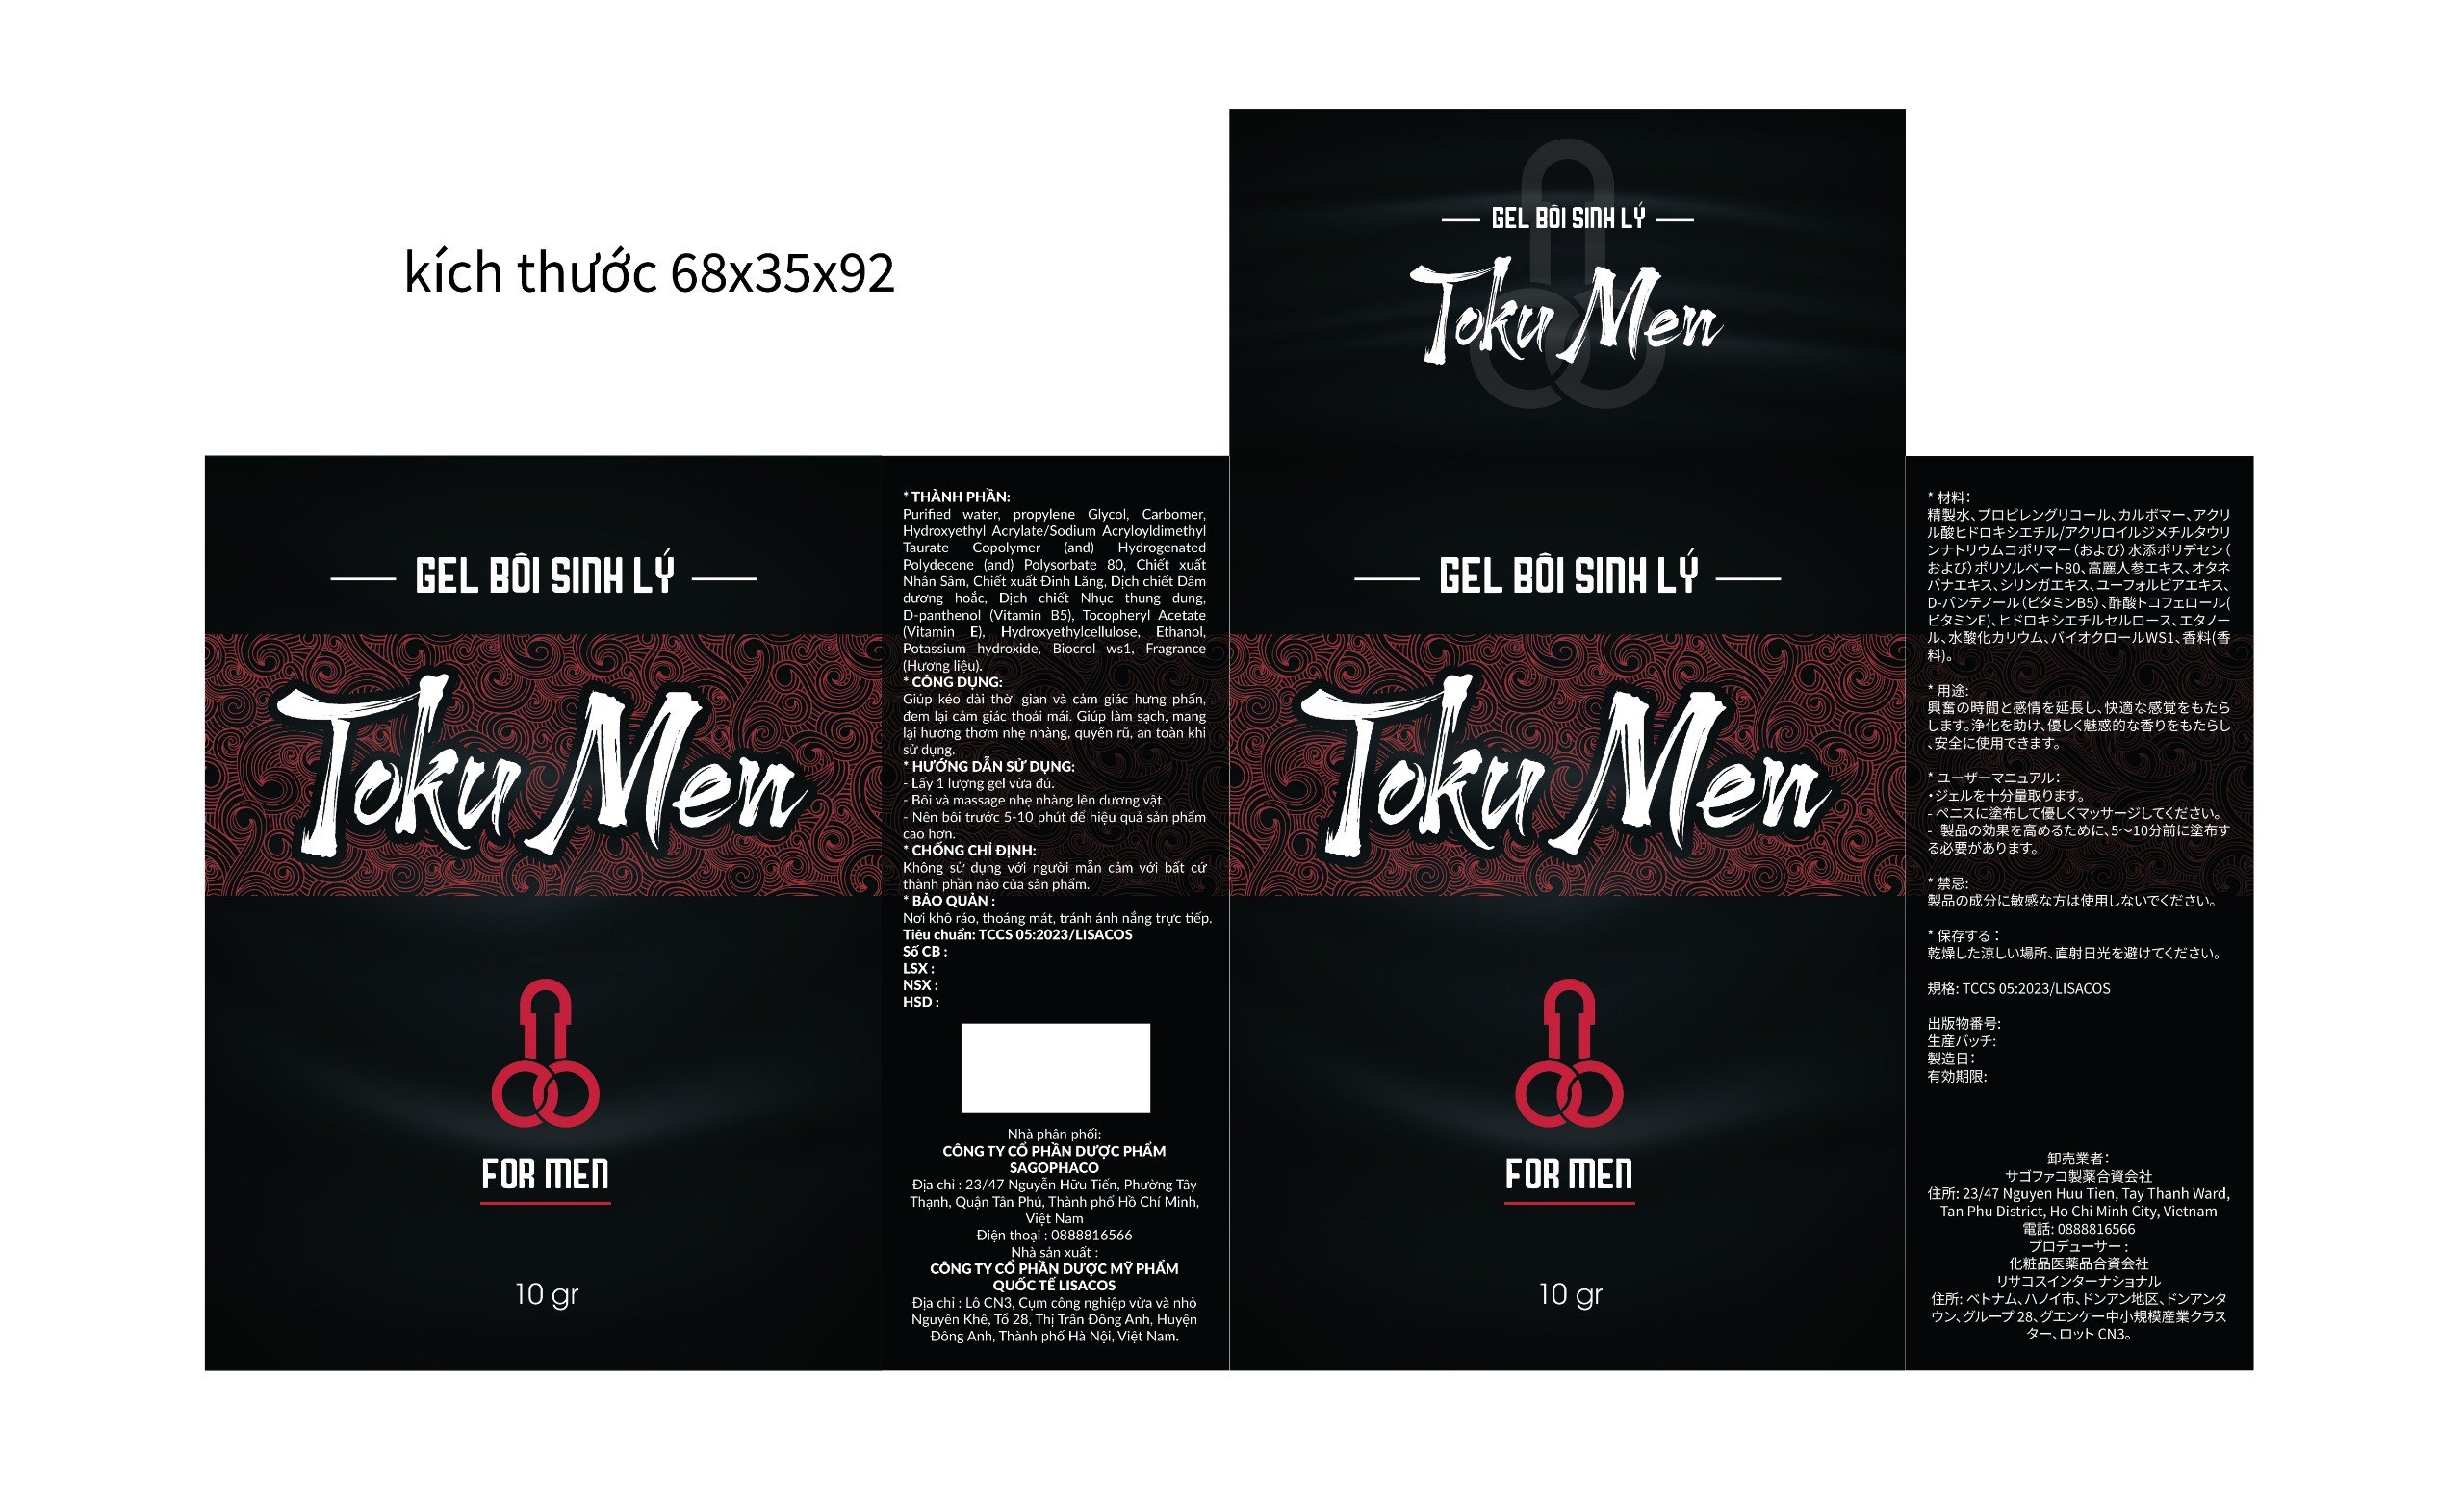 kích thước 68x35x92
GEL BÔI SINH LÝ
Toku Men
GEL BÔI SINH LÝ
Toku Men
FOR MEN
10 gr
* THÀNH PHẦN:
Purified water, propylene Glycol, Carbomer,
Hydroxyethyl Acrylate/Sodium Acryloyldimethyl
Taurate Copolymer (and) Hydrogenated
Polydecene (and) Polysorbate 80, Chiết xuất
Nhân Sâm, Chiết xuất Đinh Lăng, Dịch chiết Dâm
dương hoắc, Dịch chiết Nhục thung dung,
D-panthenol (Vitamin B5), Tocopheryl Acetate
(Vitamin E), Hydroxyethylcellulose, Ethanol,
Potassium hydroxide, Biocrol ws1, Fragrance
(Hương liệu).
* CÔNG DỤNG:
Giúp kéo dài thời gian và cảm giác hưng phấn,
đem lại cảm giác thoải mái. Giúp làm sạch, mang
lại hương thơm nhẹ nhàng, quyến rũ, an toàn khi
sử dụng.
* HƯỚNG DẪN SỬ DỤNG:
- Lấy 1 lượng gel vừa đủ.
- Bôi và massage nhẹ nhàng lên dương vật.
- Nên bôi trước 5-10 phút để hiệu quả sản phẩm
cao hơn.
* CHỐNG CHỈ ĐỊNH:
Không sử dụng với người mẫn cảm với bất cứ
thành phần nào của sản phẩm.
* BẢO QUẢN :
Nơi khô ráo, thoáng mát, tránh ánh nắng trực tiếp.
Tiêu chuẩn: TCCS 05:2023/LISACOS
Số CB :
LSX :
NSX :
HSD :
Nhà phân phối:
CÔNG TY CỔ PHẦN DƯỢC PHẨM
SAGOPHACO
Địa chỉ : 23/47 Nguyễn Hữu Tiến, Phường Tây
Thạnh, Quận Tân Phú, Thành phố Hồ Chí Minh,
Việt Nam
Điện thoại : 0888816566
Nhà sản xuất :
CÔNG TY CỔ PHẦN DƯỢC MỸ PHẨM
QUỐC TẾ LISACOS
Địa chỉ : Lô CN3, Cụm công nghiệp vừa và nhỏ
Nguyên Khê, Tổ 28, Thị Trấn Đông Anh, Huyện
Đông Anh, Thành phố Hà Nội, Việt Nam.
GEL BÔI SINH LÝ
Toku Men
FOR MEN
10 gr
* 材料：
精製水、プロピレングリコール、カルボマー、アクリ
ル酸ヒドロキシエチル/アクリロイルジメチルタウリ
ンナトリウムコポリマー（および）水添ポリデセン（
および）ポリソルベート80、高麗人参エキス、オタネ
バナエキス、シリンガエキス、ユーフォルビアエキス、
D-パンテノール（ビタミンB5）、酢酸トコフェロール(
ビタミンE)、ヒドロキシエチルセルロース、エタノー
ル、水酸化カリウム、バイオクロールWS1、香料(香
料)。
* 用途:
興奮の時間と感情を延長し、快適な感覚をもたら
します。浄化を助け、優しく魅惑的な香りをもたらし
、安全に使用できます。
* ユーザーマニュアル：
・ジェルを十分量取ります。
- ペニスに塗布して優しくマッサージしてください。
- 製品の効果を高めるために、5〜10分前に塗布す
る必要があります。
* 禁忌:
製品の成分に敏感な方は使用しないでください。
* 保存する：
乾燥した涼しい場所、直射日光を避けてください。
規格: TCCS 05:2023/LISACOS
出版物番号:
生産バッチ:
製造日：
有効期限:
卸売業者：
サゴファコ製薬合資会社
住所: 23/47 Nguyen Huu Tien, Tay Thanh Ward,
Tan Phu District, Ho Chi Minh City, Vietnam
電話: 0888816566
プロデューサー :
化粧品医薬品合資会社
リサコスインターナショナル
住所: ベトナム、ハノイ市、ドンアン地区、ドンアンタ
ウン、グループ 28、グエンケー中小規模産業クラス
ター、ロット CN3。